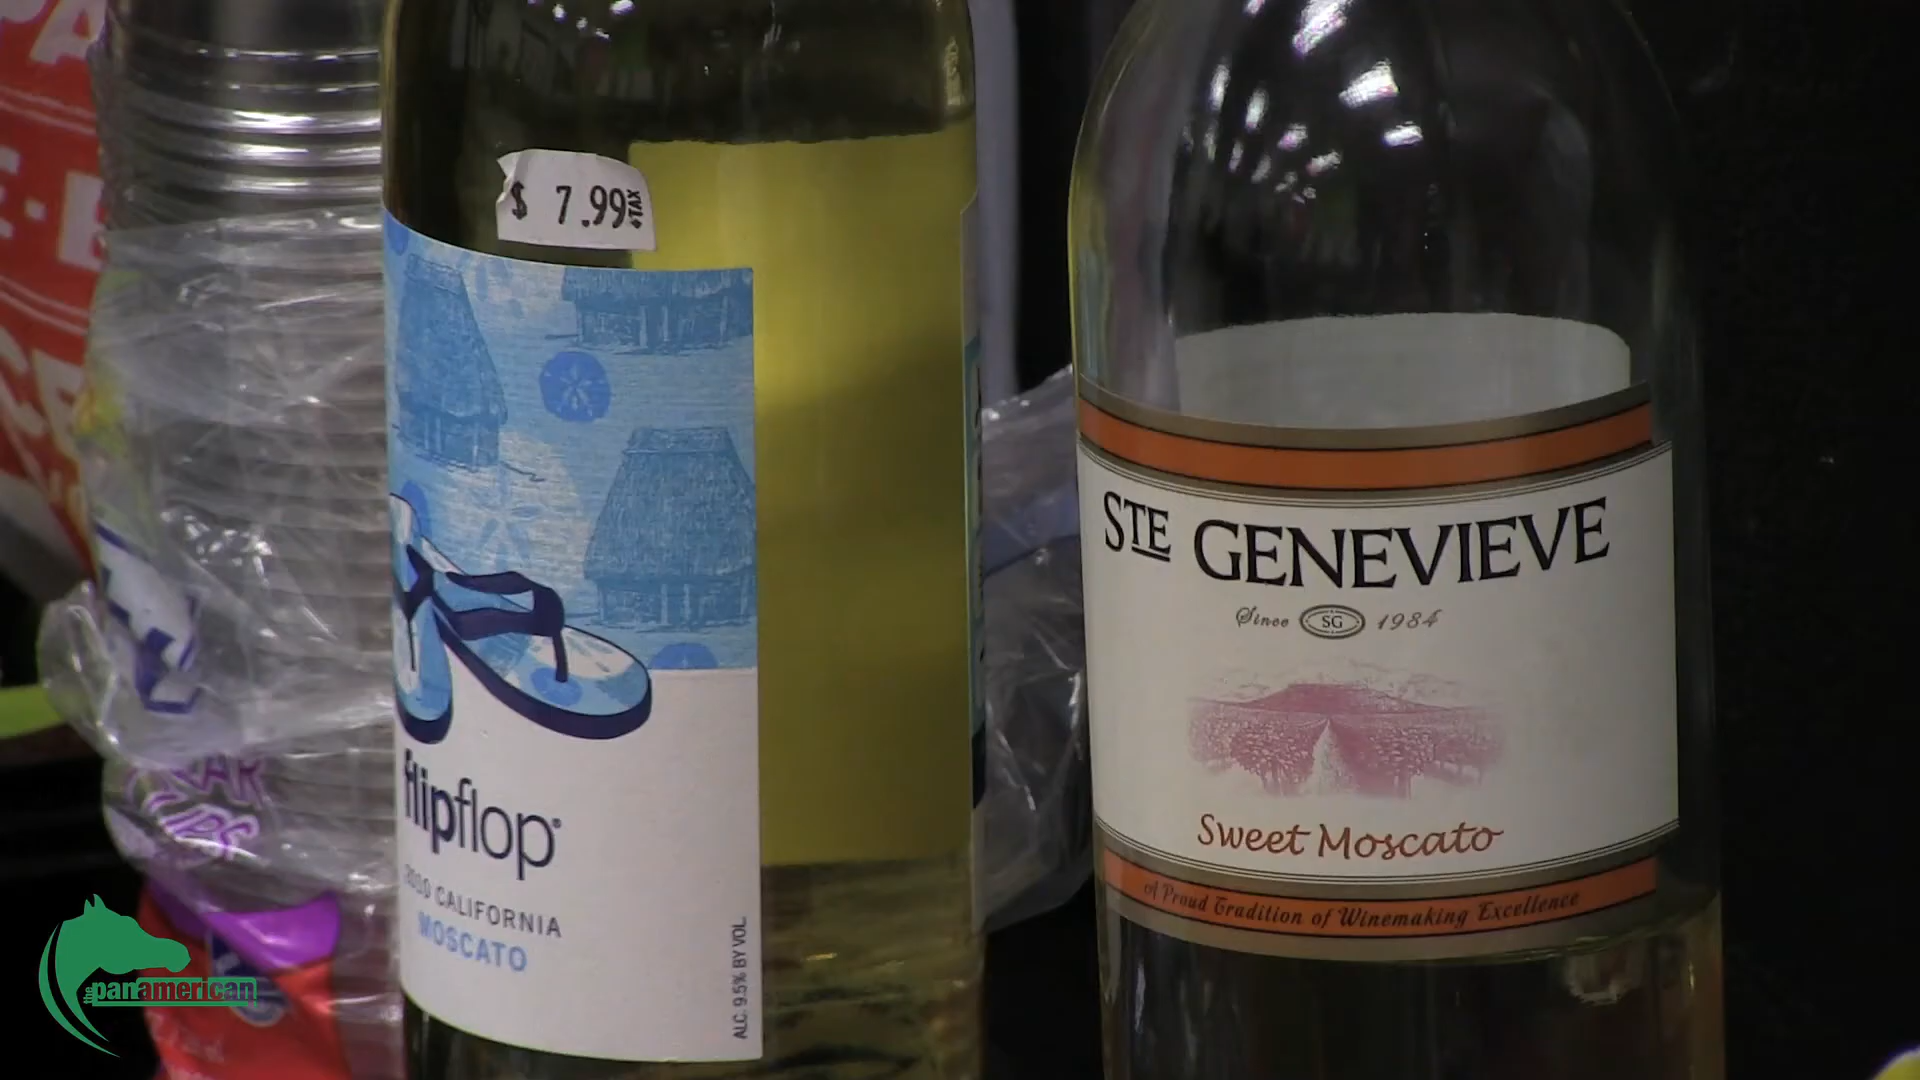 $ 7.99 +TAX
flipflop
2010 CALIFORNIA
MOSCATO
ALC. 9.5% BY VOL.
STE GENEVIEVE
Since SG 1984
Sweet Moscato
A Proud Tradition of Winemaking Excellence
the panamerican